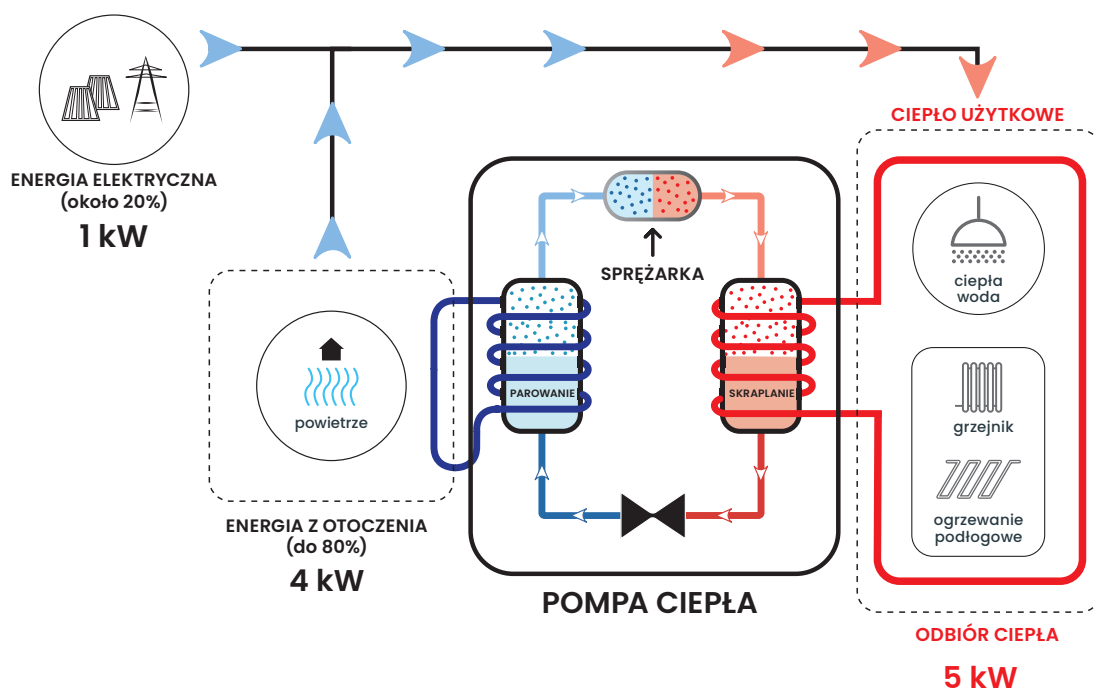 CIEPŁO UŻYTKOWE
ENERGIA ELEKTRYCZNA
(około 20%)
1 kW
SPRĘŻARKA
ciepła
woda
PAROWANIE
SKRAPLANIE
powietrze
grzejnik
ogrzewanie
podłogowe
ENERGIA Z OTOCZENIA
(do 80%)
4 kW
POMPA CIEPŁA
ODBIÓR CIEPŁA
5 kW